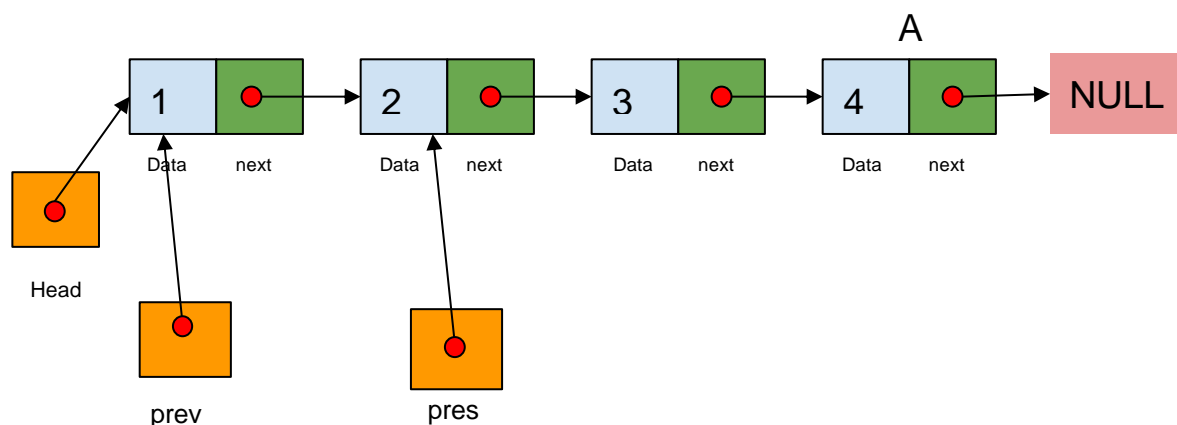 A
1
2
3
4
NULL
Data next
Data next
Data next
Data next
Head
prev
pres